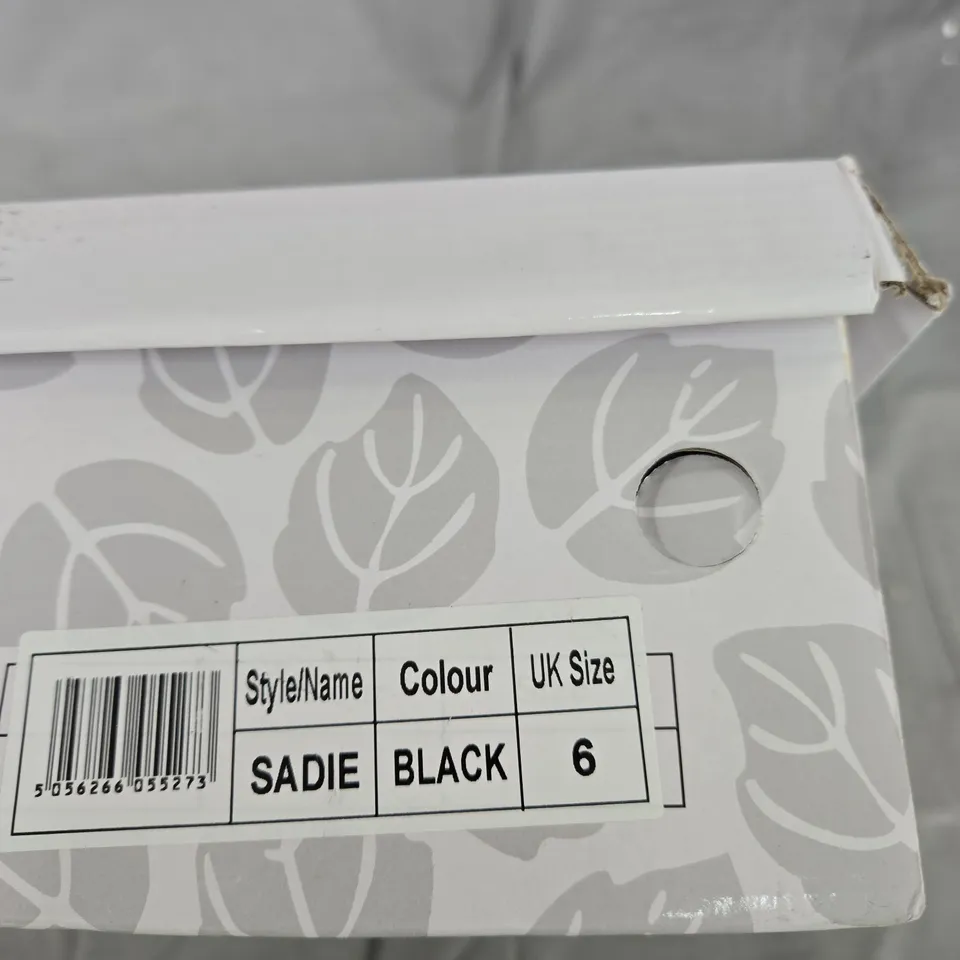 Style/Name Colour UK Size
SADIE BLACK 6
5 056266 055273